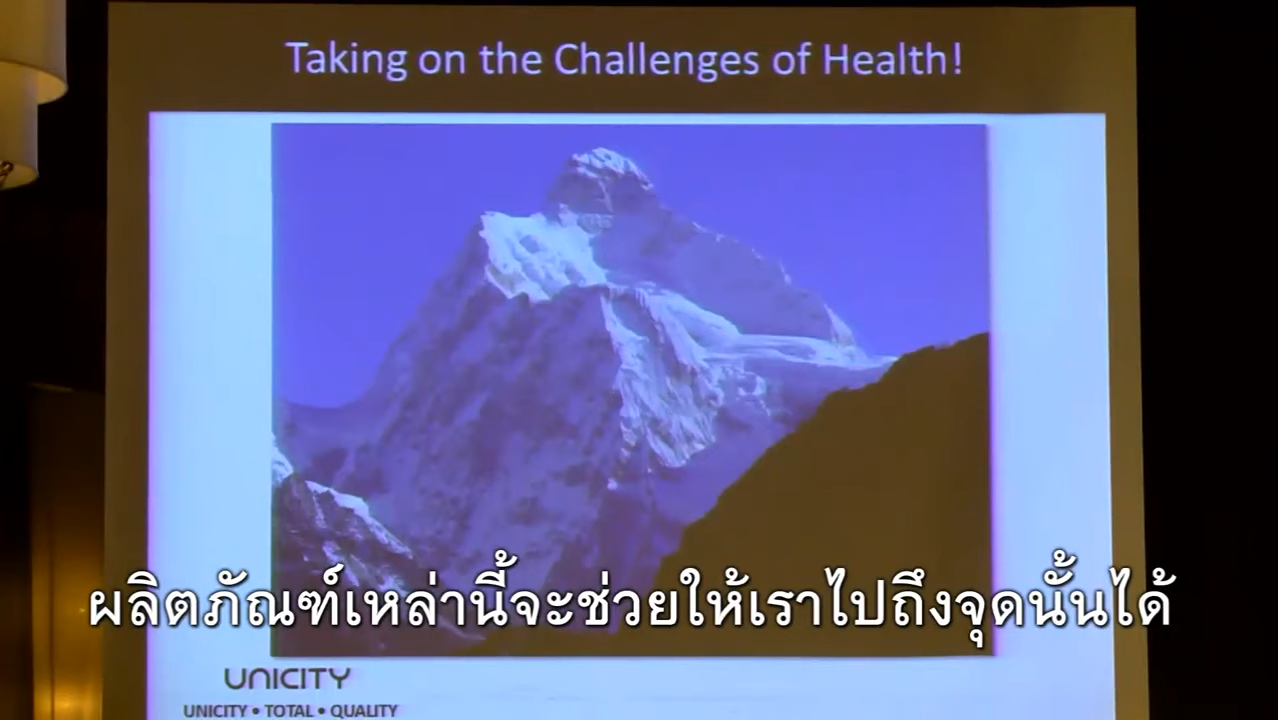 Taking on the Challenges of Health!
ผลิตภัณฑ์เหล่านี้จะช่วยให้เราไปถึงจุดนั้นได้
UNICITY
UNICITY • TOTAL • QUALITY